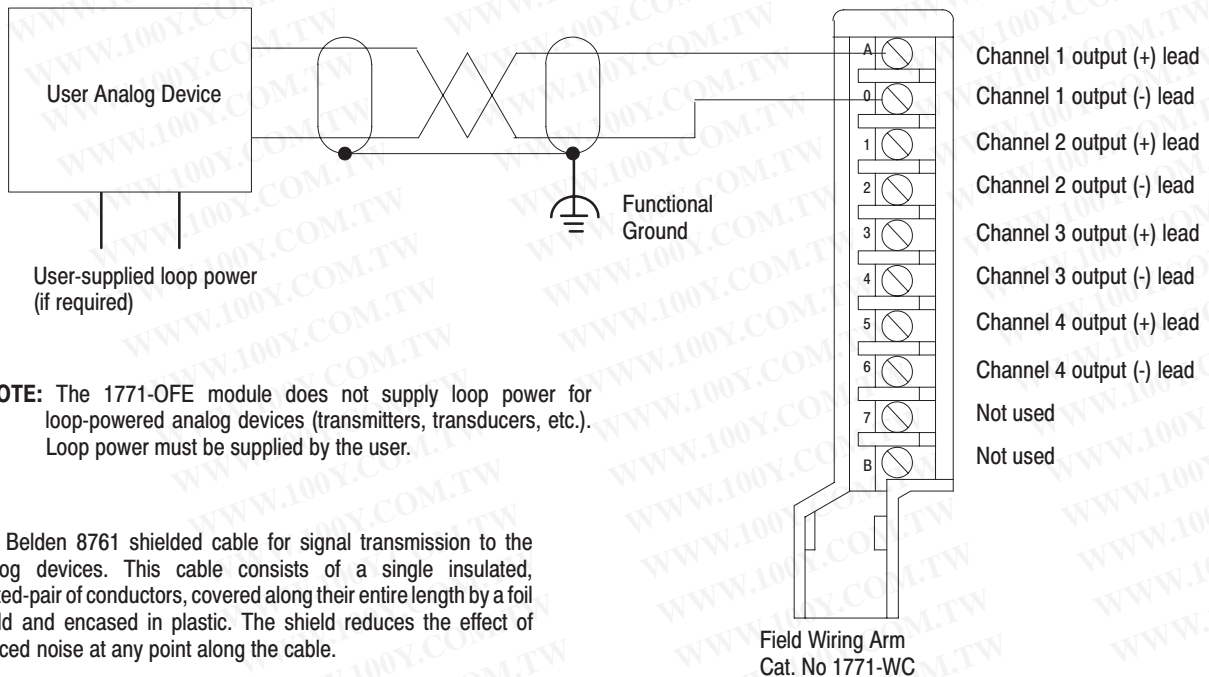 User Analog Device
User-supplied loop power
(if required)
Functional
Ground
A
0
1
2
3
4
5
6
7
B
Channel 1 output (+) lead
Channel 1 output (-) lead
Channel 2 output (+) lead
Channel 2 output (-) lead
Channel 3 output (+) lead
Channel 3 output (-) lead
Channel 4 output (+) lead
Channel 4 output (-) lead
Not used
Not used
OTE: The 1771-OFE module does not supply loop power for
loop-powered analog devices (transmitters, transducers, etc.).
Loop power must be supplied by the user.
Belden 8761 shielded cable for signal transmission to the
og devices. This cable consists of a single insulated,
ted-pair of conductors, covered along their entire length by a foil
ld and encased in plastic. The shield reduces the effect of
ced noise at any point along the cable.
Field Wiring Arm
Cat. No 1771-WC
WWW.100Y.COM.TW